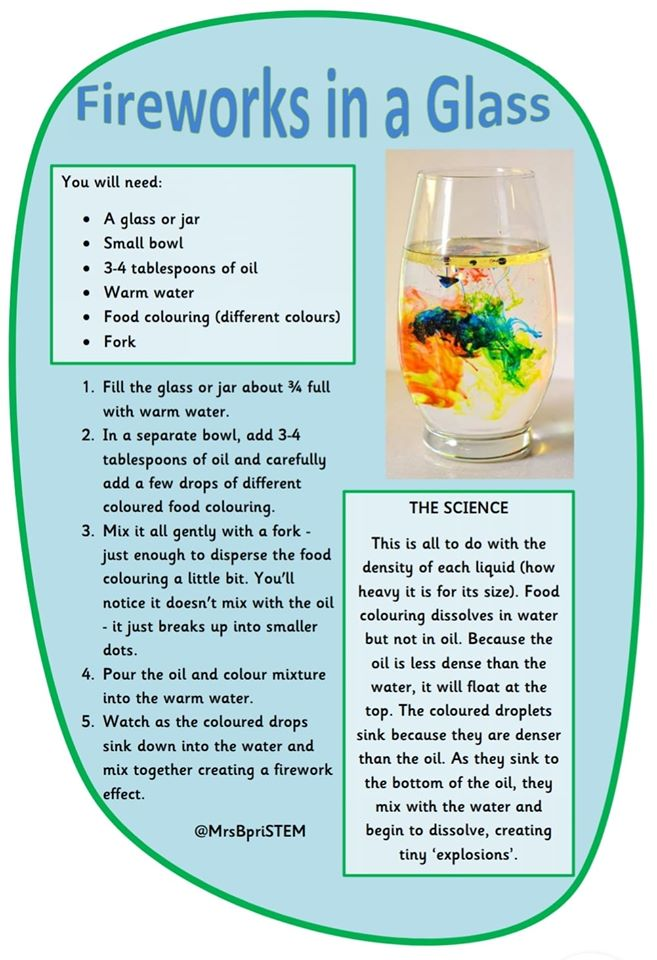 Fireworks in a Glass
You will need:
• A glass or jar
• Small bowl
• 3-4 tablespoons of oil
• Warm water
• Food colouring (different colours)
• Fork
1. Fill the glass or jar about ¾ full
with warm water.
2. In a separate bowl, add 3-4
tablespoons of oil and carefully
add a few drops of different
coloured food colouring.
3. Mix it all gently with a fork -
just enough to disperse the food
colouring a little bit. You'll
notice it doesn't mix with the oil
- it just breaks up into smaller
dots.
4. Pour the oil and colour mixture
into the warm water.
5. Watch as the coloured drops
sink down into the water and
mix together creating a firework
effect.
@MrsBpriSTEM
THE SCIENCE
This is all to do with the
density of each liquid (how
heavy it is for its size). Food
colouring dissolves in water
but not in oil. Because the
oil is less dense than the
water, it will float at the
top. The coloured droplets
sink because they are denser
than the oil. As they sink to
the bottom of the oil, they
mix with the water and
begin to dissolve, creating
tiny 'explosions'.